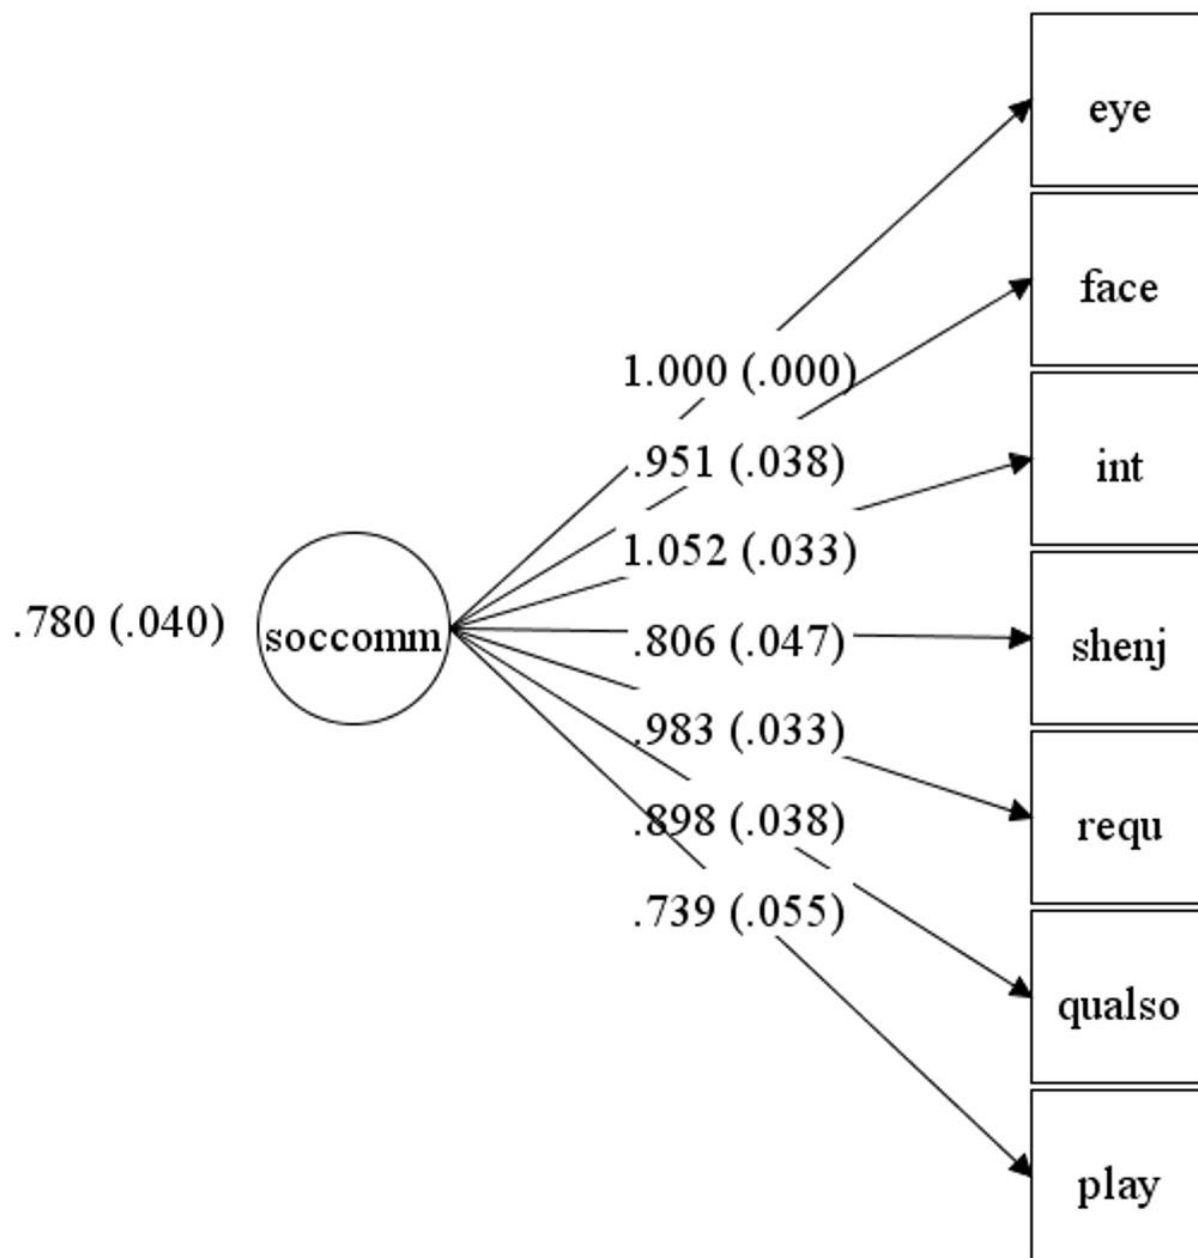 eye
face
1.000 (.000)
.951 (.038)
int
1.052 (.033)
.780 (.040)
soccomm
.806 (.047)
shenj
.983 (.033)
requ
.898 (.038)
.739 (.055)
qualso
play